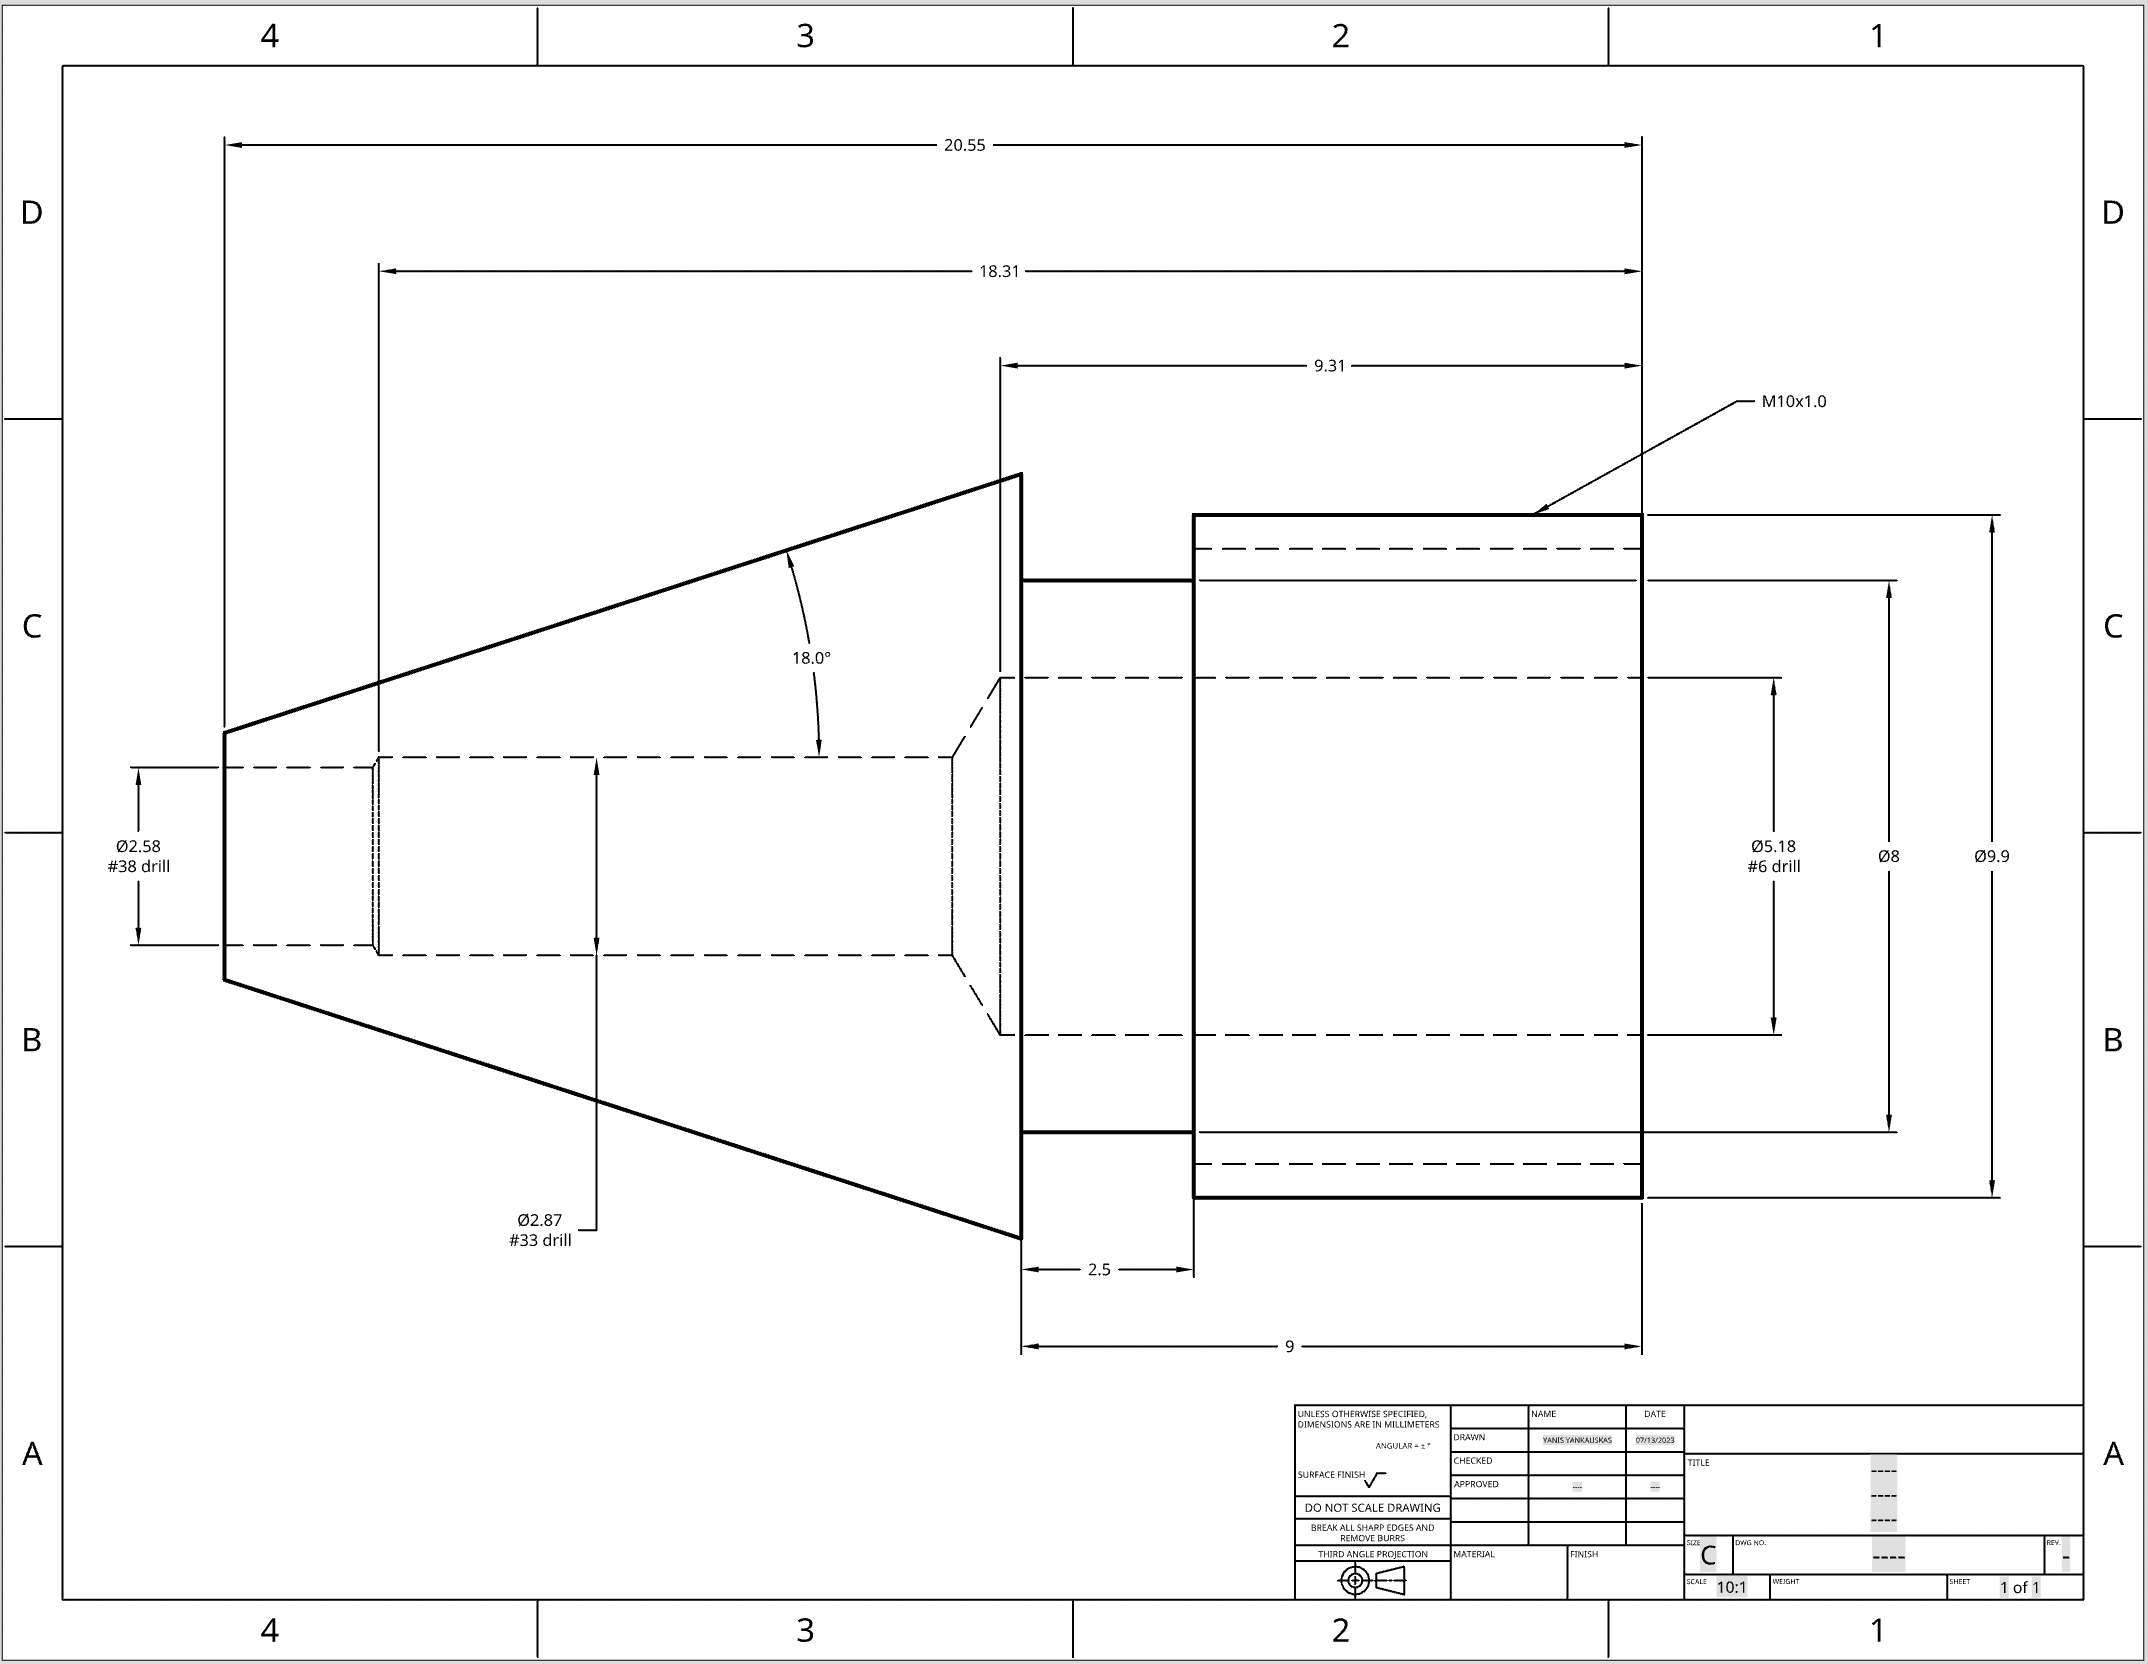 4 3 2 1
20.55
D D
18.31
9.31
M10x1.0
C C
18.0°
Ø2.58
#38 drill
Ø5.18
#6 drill
Ø8
Ø9.9
B B
Ø2.87
#33 drill
2.5
9
A A
UNLESS OTHERWISE SPECIFIED,
DIMENSIONS ARE IN MILLIMETERS
ANGULAR = ± °
SURFACE FINISH
DO NOT SCALE DRAWING
BREAK ALL SHARP EDGES AND
REMOVE BURRS
THIRD ANGLE PROJECTION
NAME DATE
DRAWN YANIS YANKAUSKAS 07/13/2023
CHECKED
APPROVED --- ---
MATERIAL FINISH
TITLE
----
----
----
SIZE C DWG NO. ---- REV. -
SCALE 10:1 WEIGHT SHEET 1 of 1
4 3 2 1